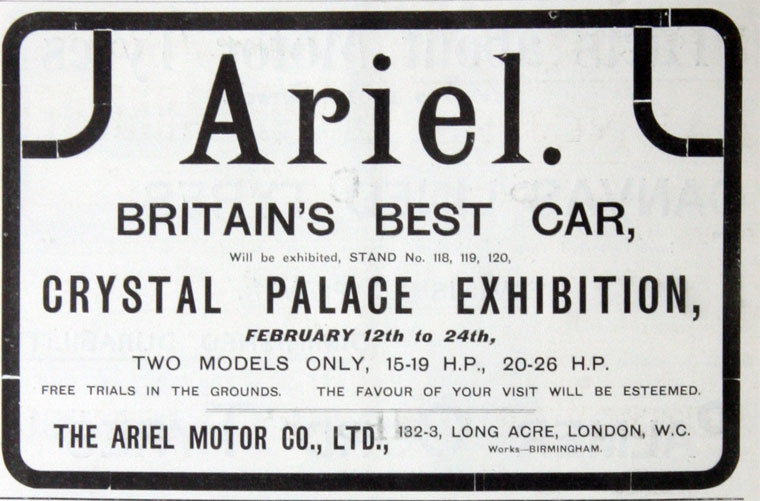 Ariel.
BRITAIN'S BEST CAR,
Will be exhibited, STAND No. 118, 119, 120,
CRYSTAL PALACE EXHIBITION,
FEBRUARY 12th to 24th,
TWO MODELS ONLY, 15-19 H.P., 20-26 H.P.
FREE TRIALS IN THE GROUNDS. THE FAVOUR OF YOUR VISIT WILL BE ESTEEMED.
THE ARIEL MOTOR CO., LTD., 132-3, LONG ACRE, LONDON, W.C.
Works—BIRMINGHAM.